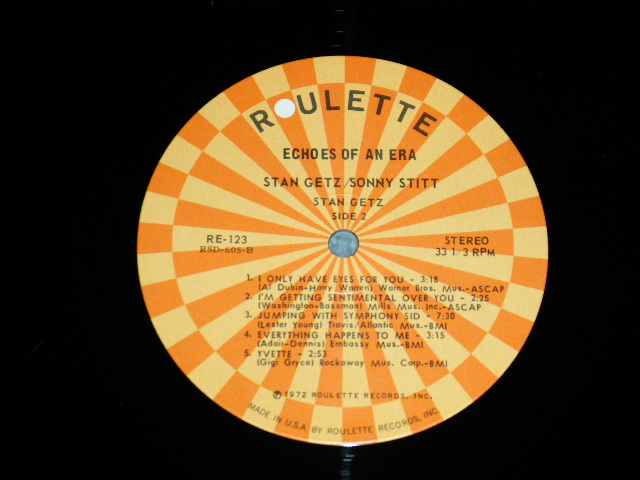 ROULETTE
ECHOES OF AN ERA
STAN GETZ/SONNY STITT
STAN GETZ
SIDE 2
RE-123
RSD-605-B
STEREO
33 1/3 RPM
1. I ONLY HAVE EYES FOR YOU - 3:18
(Al Dubin-Harry Warren) Warner Bros. Mus.-ASCAP
2. I'M GETTING SENTIMENTAL OVER YOU - 2:25
(Washington-Bassman) Mills Mus. Inc.-ASCAP
3. JUMPING WITH SYMPHONY SID - 7:30
(Lester Young) Travis/Atlantic Mus.-BMI
4. EVERYTHING HAPPENS TO ME - 3:15
(Adair-Dennis) Embassy Mus.-BMI
5. YVETTE - 2:53
(Gigi Gryce) Rockaway Mus. Corp-BMI
℗1972 ROULETTE RECORDS, INC.
MADE IN U.S.A. BY ROULETTE RECORDS, INC.